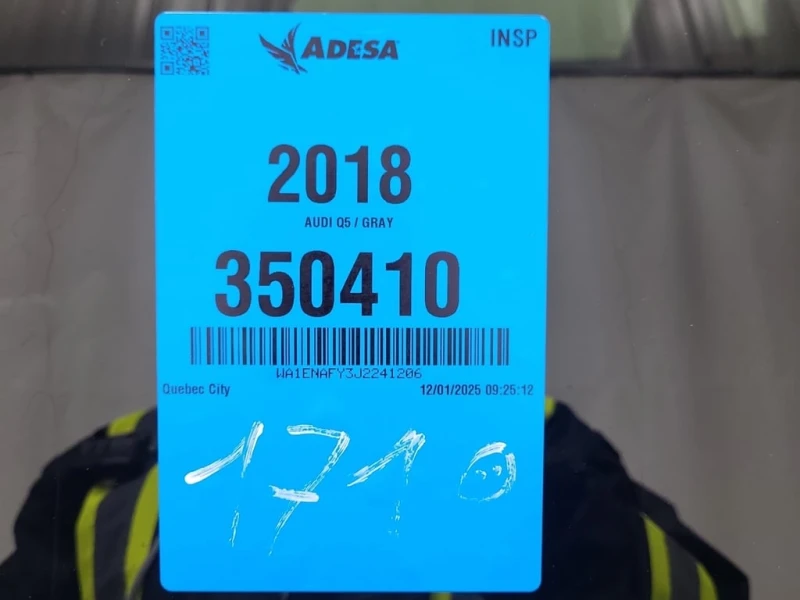 ADESA
INSP
2018
AUDI Q5 / GRAY
350410
WA1ENAFY3J2241206
Quebec City 12/01/2025 09:25:12
1710